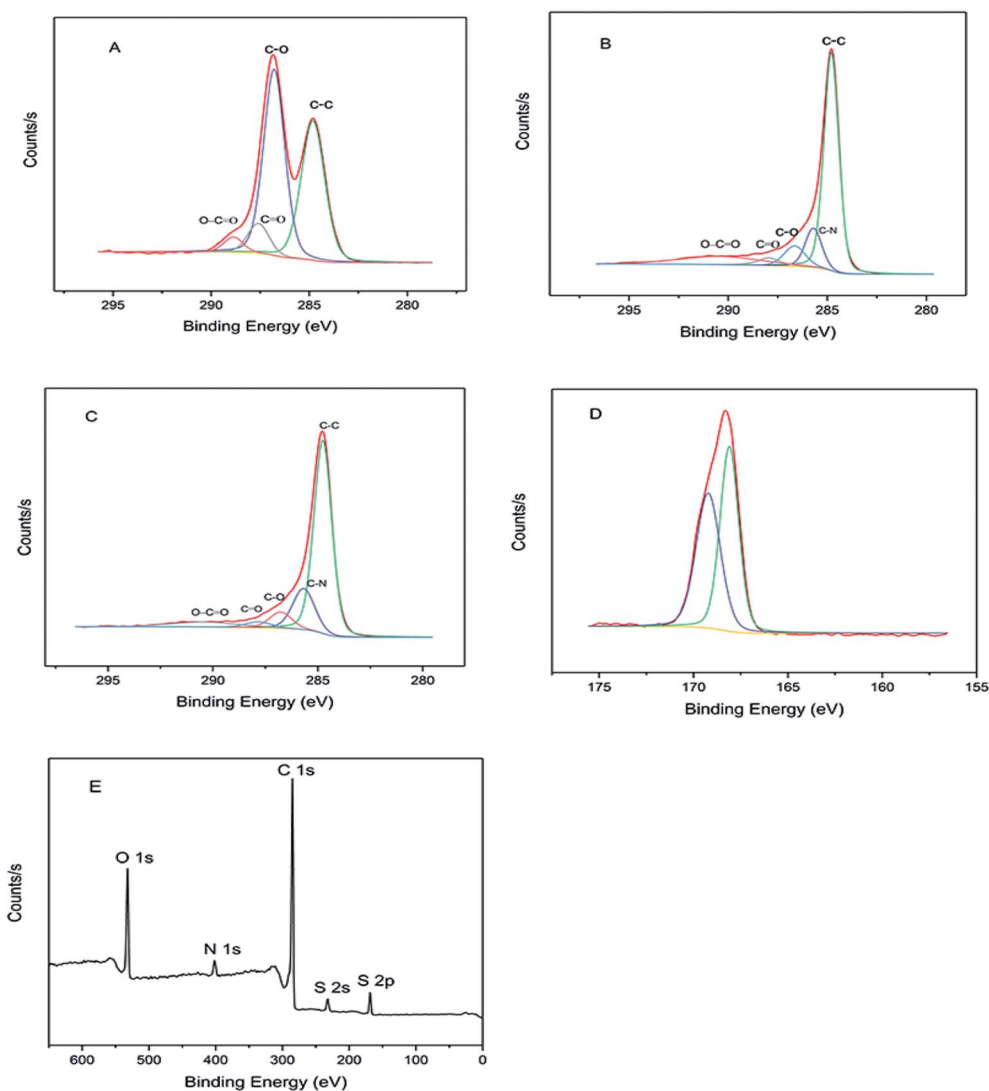 A
C-O
C-C
O-C=O
C=O
Counts/s
295 290 285 280
Binding Energy (eV)
B
C-C
O-C=O C=O C-O C-N
Counts/s
295 290 285 280
Binding Energy (eV)
C
C-C
O-C=O C=O C-O C-N
Counts/s
295 290 285 280
Binding Energy (eV)
D
Counts/s
175 170 165 160 155
Binding Energy (eV)
E
C 1s
O 1s
N 1s
S 2s S 2p
Counts/s
600 500 400 300 200 100 0
Binding Energy (eV)